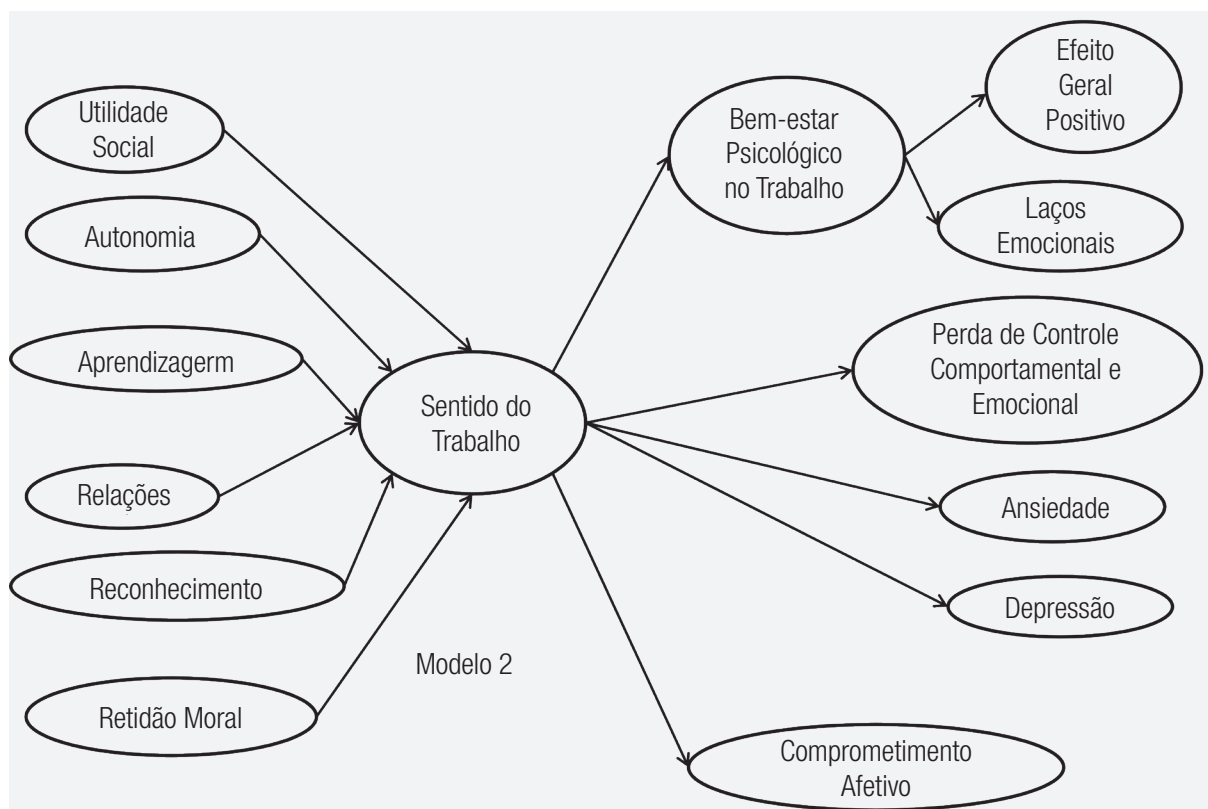 Utilidade
Social
Autonomia
Aprendizagerm
Relações
Reconhecimento
Retidão Moral
Sentido do
Trabalho
Modelo 2
Bem-estar
Psicológico
no Trabalho
Efeito
Geral
Positivo
Laços
Emocionais
Perda de Controle
Comportamental e
Emocional
Ansiedade
Depressão
Comprometimento
Afetivo